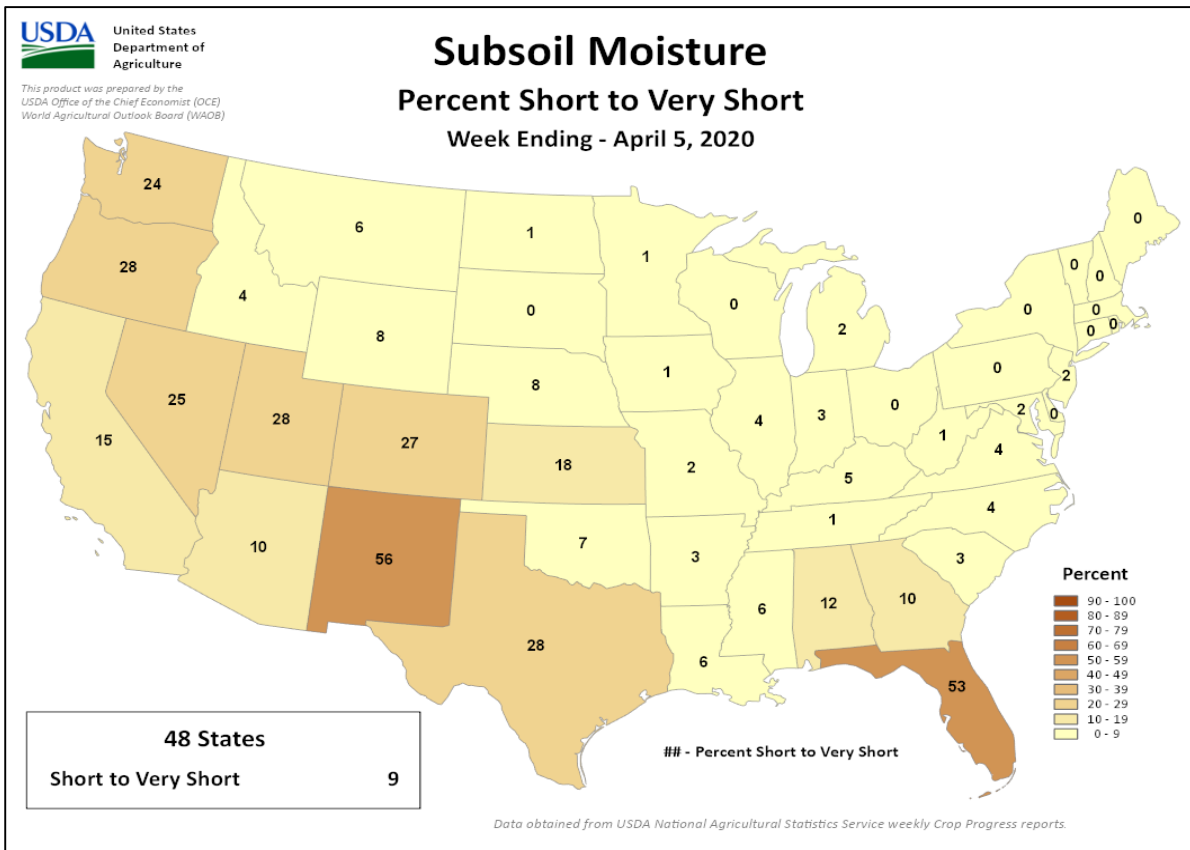 USDA
United States
Department of
Agriculture
This product was prepared by the
USDA Office of the Chief Economist (OCE)
World Agricultural Outlook Board (WAOB)
Subsoil Moisture
Percent Short to Very Short
Week Ending - April 5, 2020
24
28
6
4
8
1
0
8
1
1
0
2
0
0
0
0
0
0
0
0
2
2
0
15
25
28
27
18
2
4
3
0
1
4
5
1
4
3
10
56
7
3
28
6
6
12
10
53
Percent
90 - 100
80 - 89
70 - 79
60 - 69
50 - 59
40 - 49
30 - 39
20 - 29
10 - 19
0 - 9
48 States
Short to Very Short 9
## - Percent Short to Very Short
Data obtained from USDA National Agricultural Statistics Service weekly Crop Progress reports.